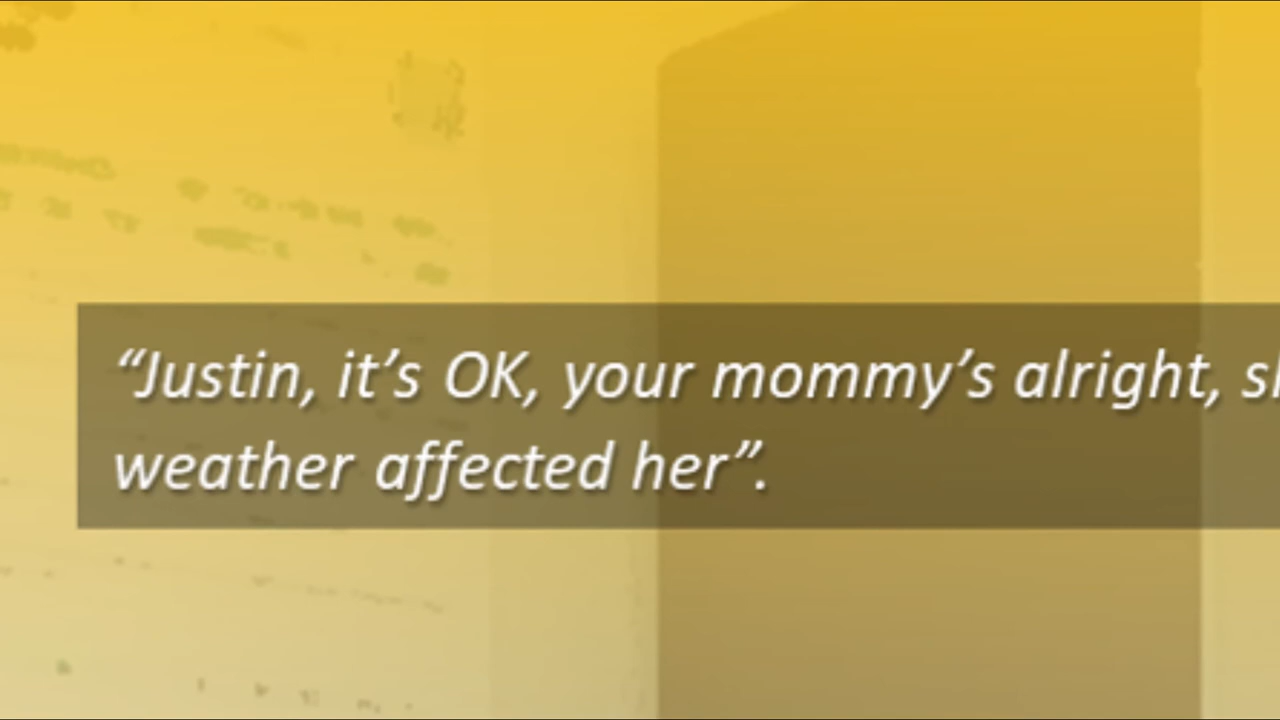 “Justin, it’s OK, your mommy’s alright,
weather affected her”.